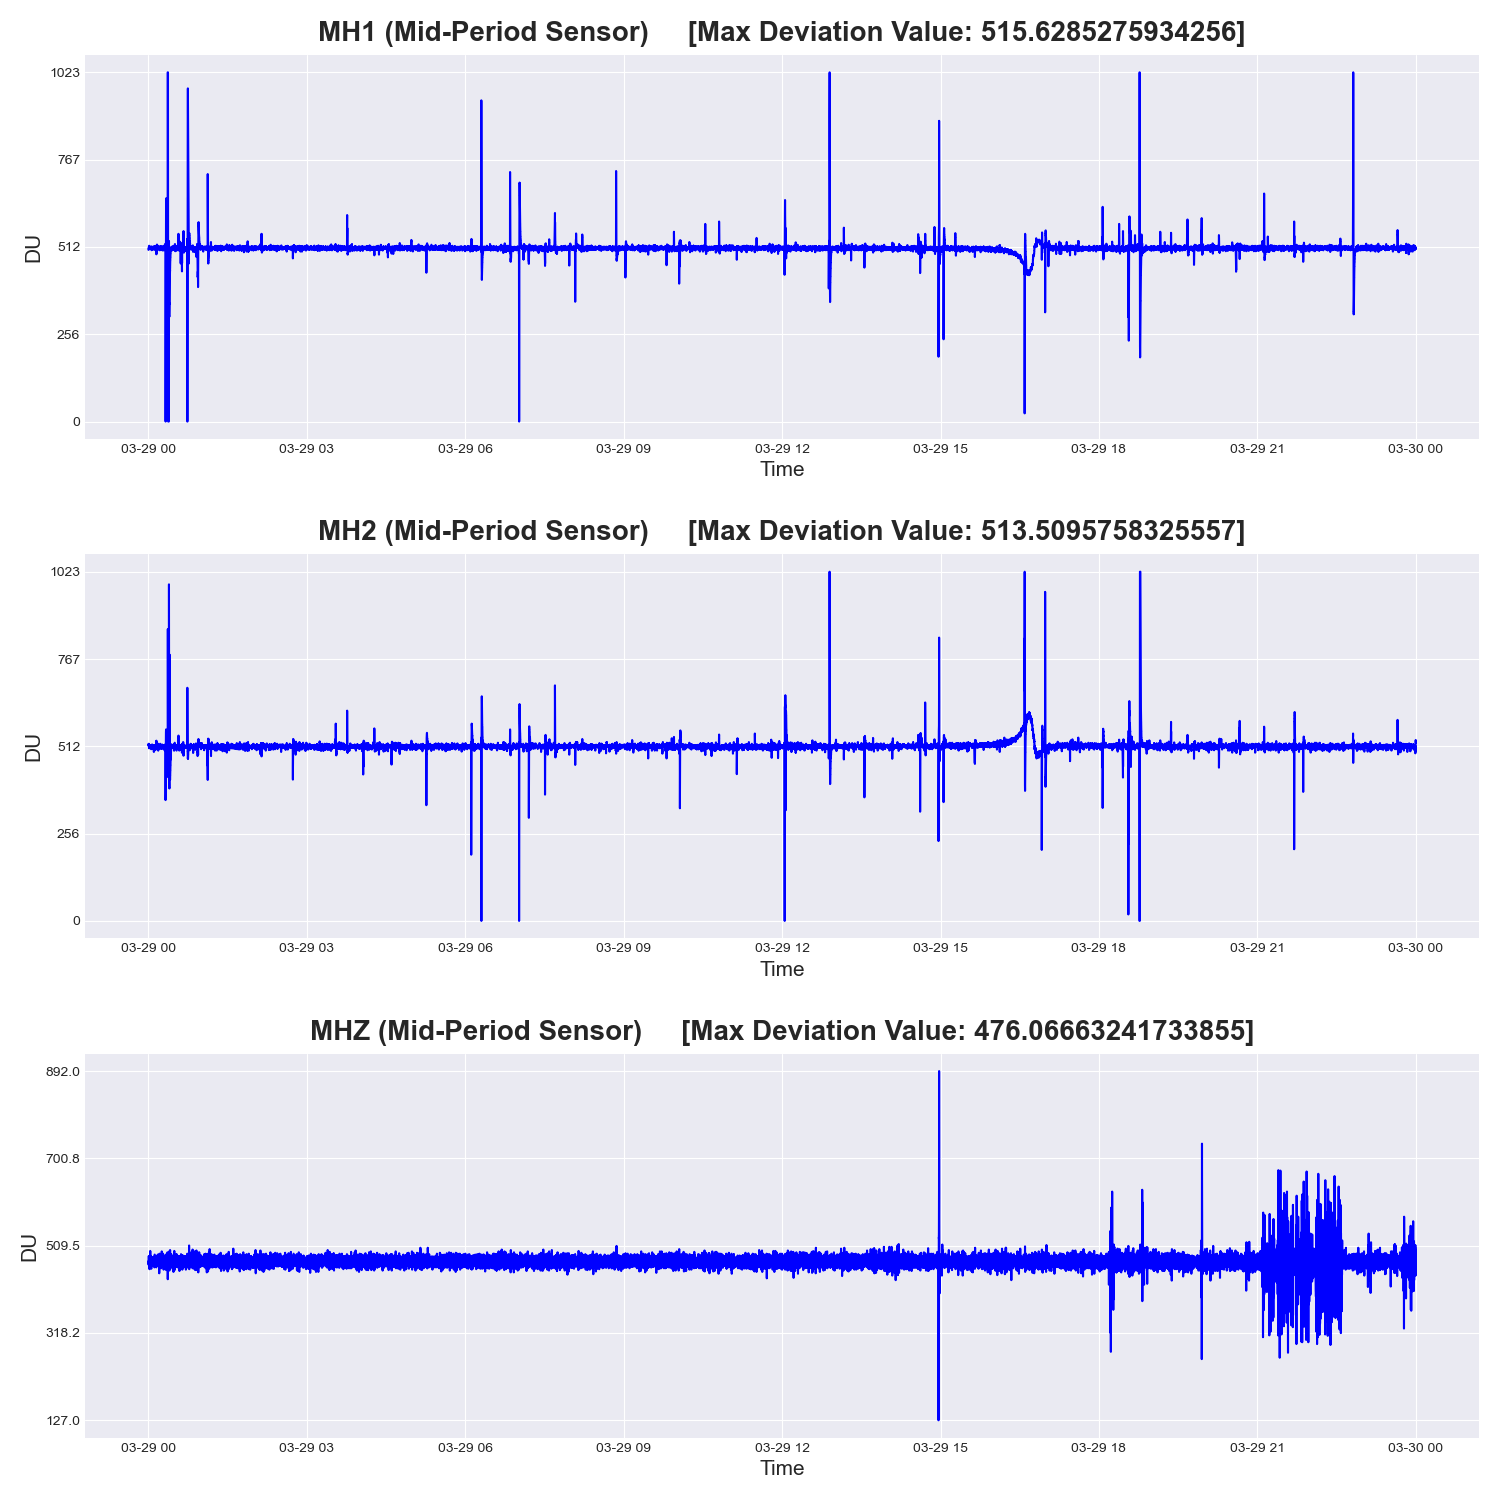 MH1 (Mid-Period Sensor) [Max Deviation Value: 515.6285275934256]
1023
767
512
256
0
DU
03-29 00 03-29 03 03-29 06 03-29 09 03-29 12 03-29 15 03-29 18 03-29 21 03-30 00
Time
MH2 (Mid-Period Sensor) [Max Deviation Value: 513.5095758325557]
1023
767
512
256
0
DU
03-29 00 03-29 03 03-29 06 03-29 09 03-29 12 03-29 15 03-29 18 03-29 21 03-30 00
Time
MHZ (Mid-Period Sensor) [Max Deviation Value: 476.06663241733855]
892.0
700.8
509.5
318.2
127.0
DU
03-29 00 03-29 03 03-29 06 03-29 09 03-29 12 03-29 15 03-29 18 03-29 21 03-30 00
Time